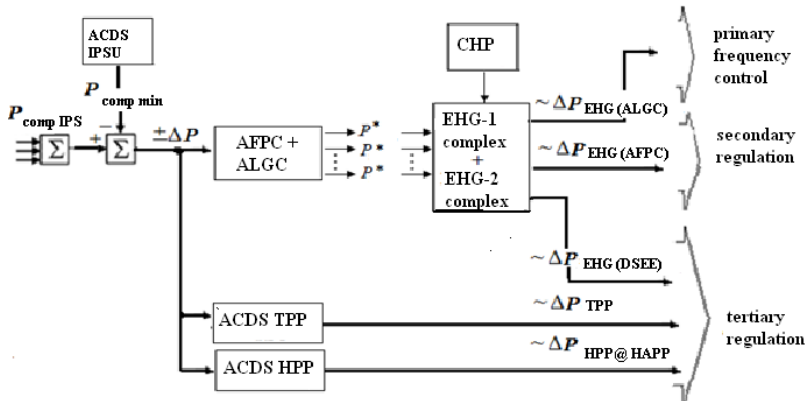 ACDS
IPSU
CHP
primary
frequency
control
P comp min
P comp IPS
− 
+
Σ
Σ
±ΔP
AFPC +
ALGC
P*
P*
P*
EHG-1
complex
+
EHG-2
complex
~ΔP EHG(ALGC)
~ΔP EHG(AFPC)
secondary
regulation
~ΔP EHG(DSEE)
~ΔP TPP
ACDS TPP
tertiary
regulation
~ΔP HPP@HAPP
ACDS HPP